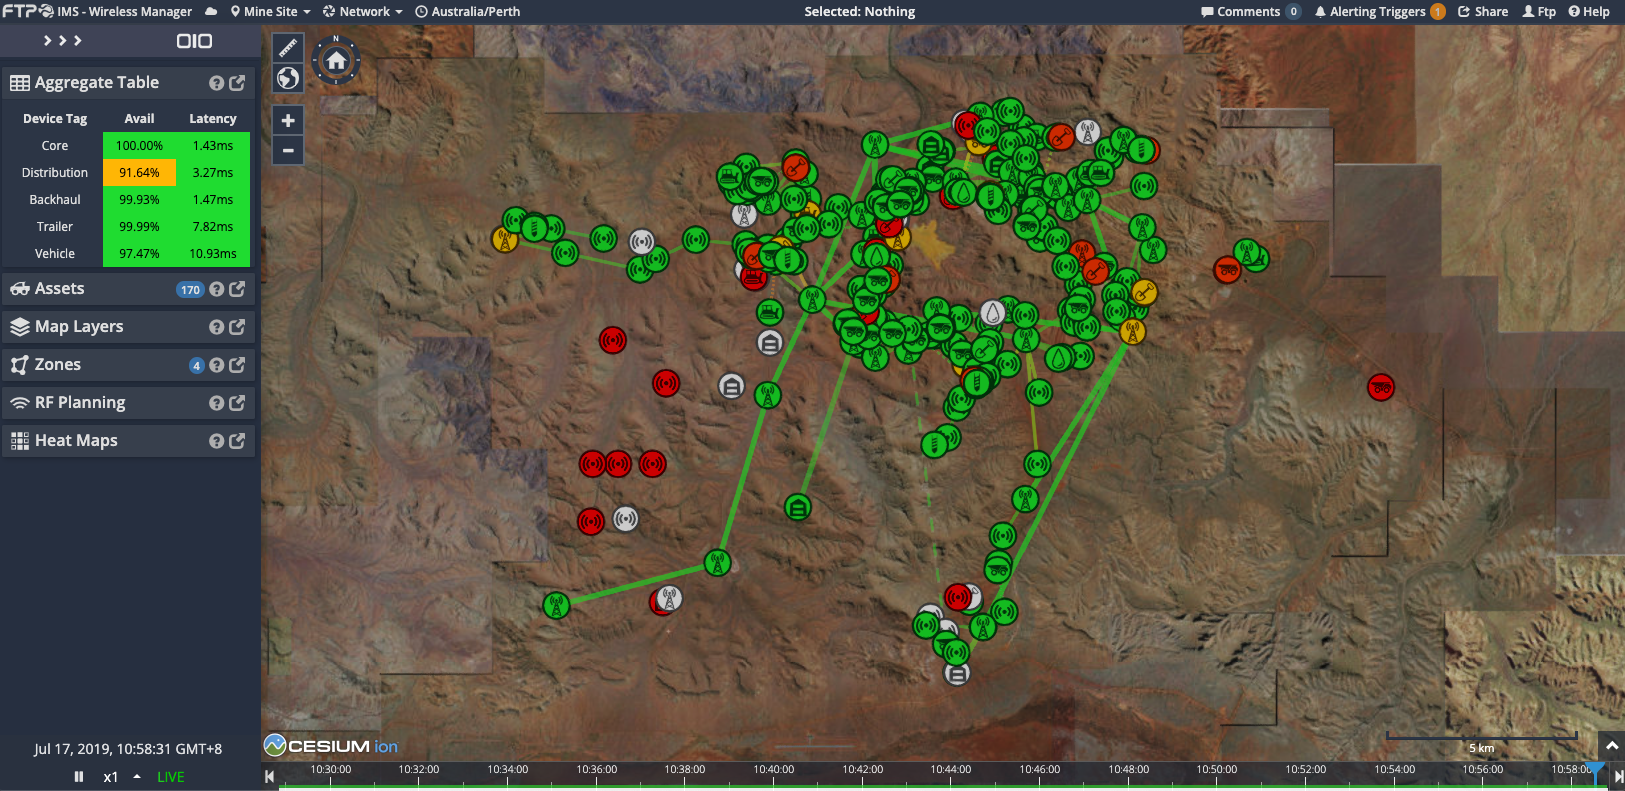 FTP IMS - Wireless Manager Mine Site Network Australia/Perth Selected: Nothing Comments 0 Alerting Triggers 1 Share Ftp Help
Aggregate Table
Device Tag Avail Latency
Core 100.00% 1.43ms
Distribution 91.64% 3.27ms
Backhaul 99.93% 1.47ms
Trailer 99.99% 7.82ms
Vehicle 97.47% 10.93ms
Assets 170
Map Layers
Zones 4
RF Planning
Heat Maps
N
CESIUM ion
5 km
Jul 17, 2019, 10:58:31 GMT+8
x1 LIVE
10:30:00 10:32:00 10:34:00 10:36:00 10:38:00 10:40:00 10:42:00 10:44:00 10:46:00 10:48:00 10:50:00 10:52:00 10:54:00 10:56:00 10:58:00